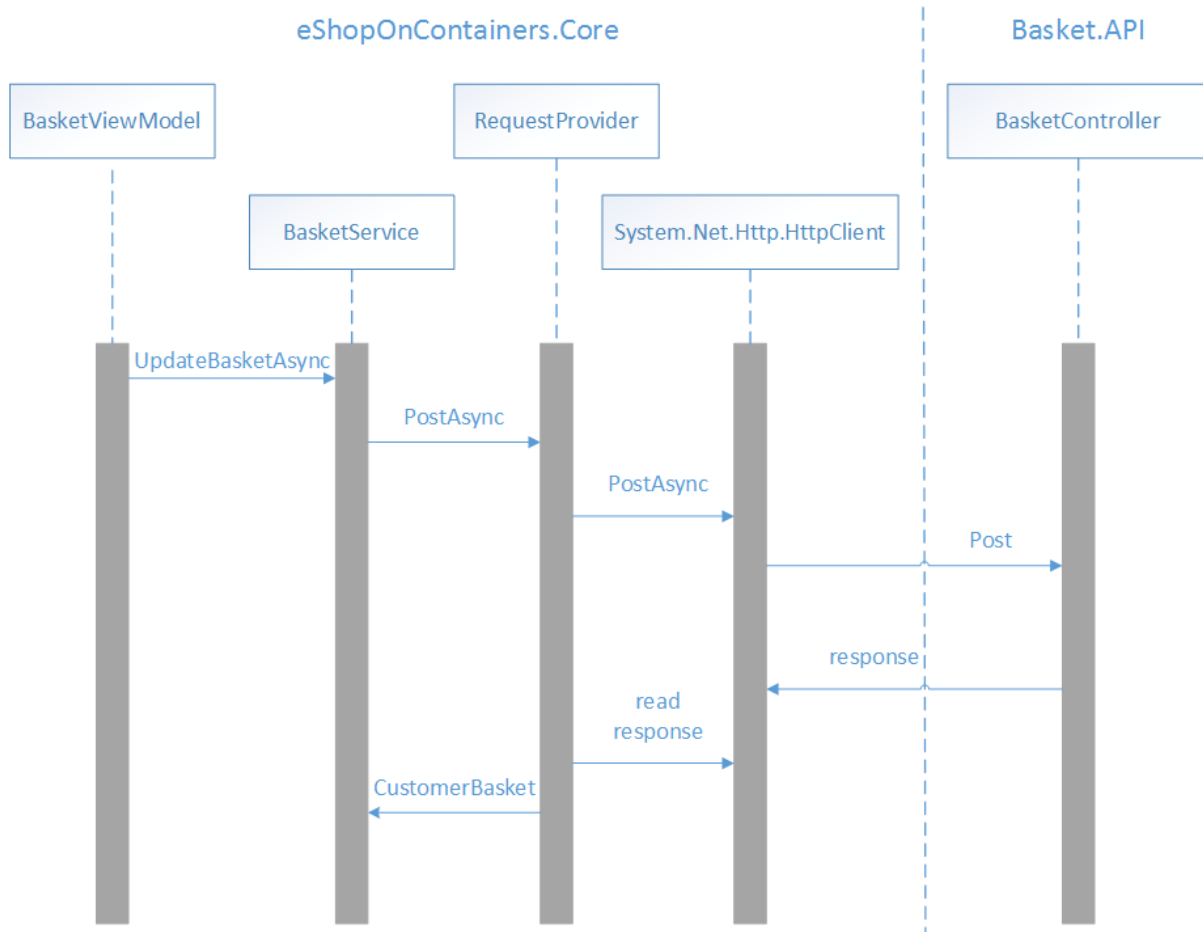 eShopOnContainers.Core
Basket.API
BasketViewModel
RequestProvider
BasketController
BasketService
System.Net.Http.HttpClient
UpdateBasketAsync
PostAsync
PostAsync
Post
response
read
response
CustomerBasket